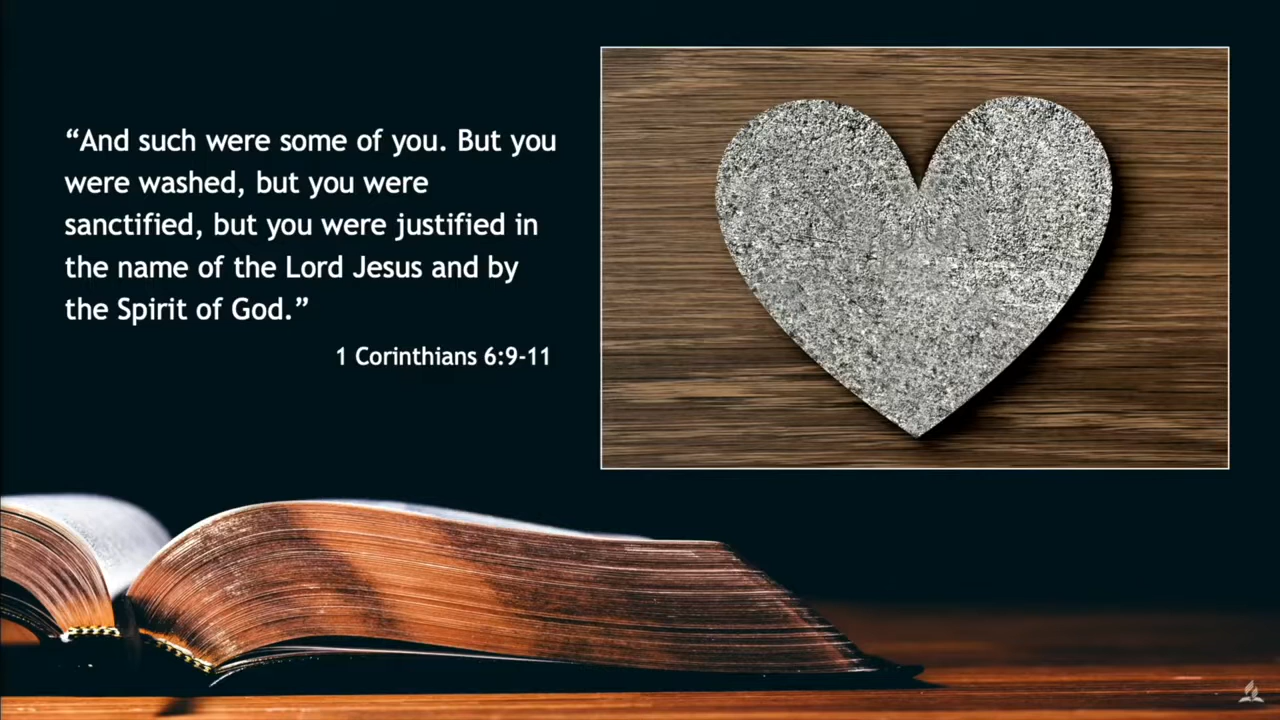 “And such were some of you. But you
were washed, but you were
sanctified, but you were justified in
the name of the Lord Jesus and by
the Spirit of God.”
1 Corinthians 6:9-11